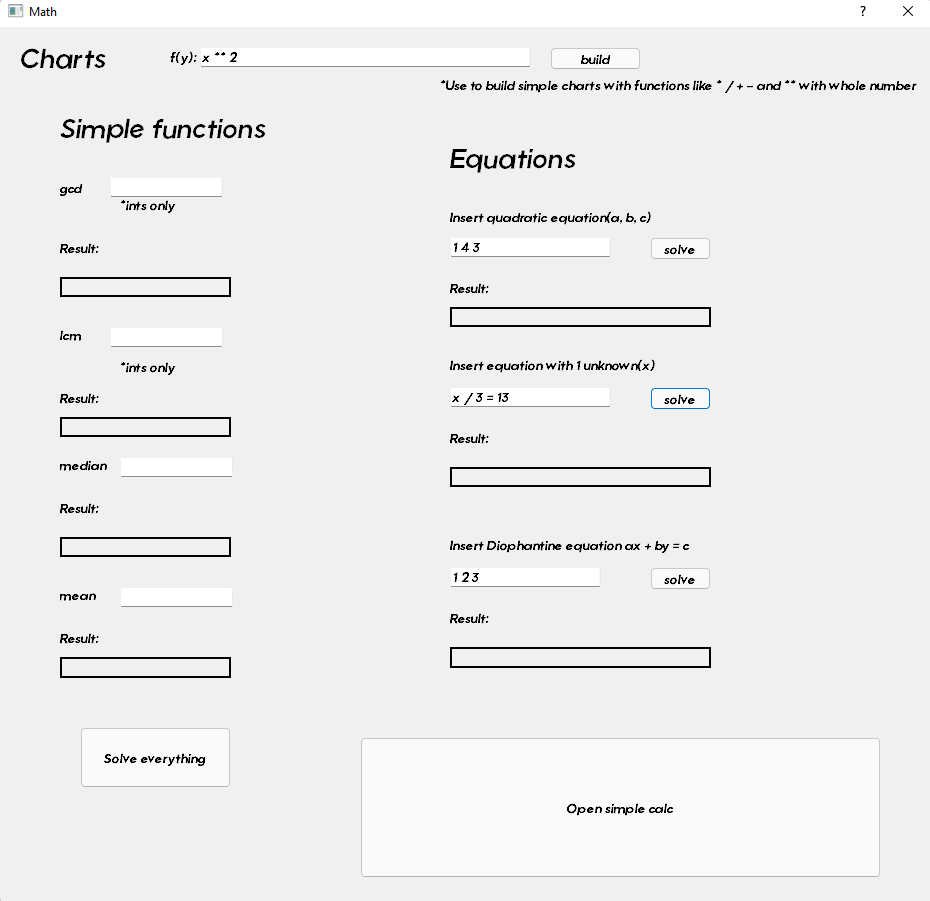 Math
?
Charts
f(y): x ** 2
build
*Use to build simple charts with functions like * / + - and ** with whole number
Simple functions
gcd
*ints only
Result:
lcm
*ints only
Result:
median
Result:
mean
Result:
Solve everything
Equations
Insert quadratic equation(a, b, c)
1 4 3
solve
Result:
Insert equation with 1 unknown(x)
x / 3 = 13
solve
Result:
Insert Diophantine equation ax + by = c
1 2 3
solve
Result:
Open simple calc